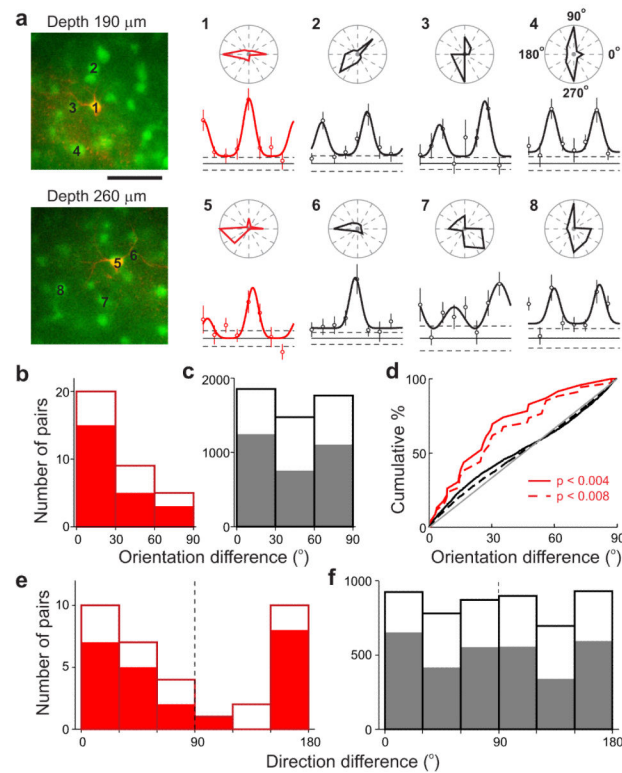 a
Depth 190 μm
1 2 3 4
90°
180° 0°
270°
2
3 1
4
Depth 260 μm
5 6 7 8
6
5
8
7
b
Number of pairs
20
10
0
0 30 60 90
c
2000
1000
0
0 30 60 90
Orientation difference (°)
d
Cumulative %
100
50
0
0 30 60 90
p < 0.004
p < 0.008
Orientation difference (°)
e
Number of pairs
10
5
0
0 90 180
f
1000
500
0
0 90 180
Direction difference (°)